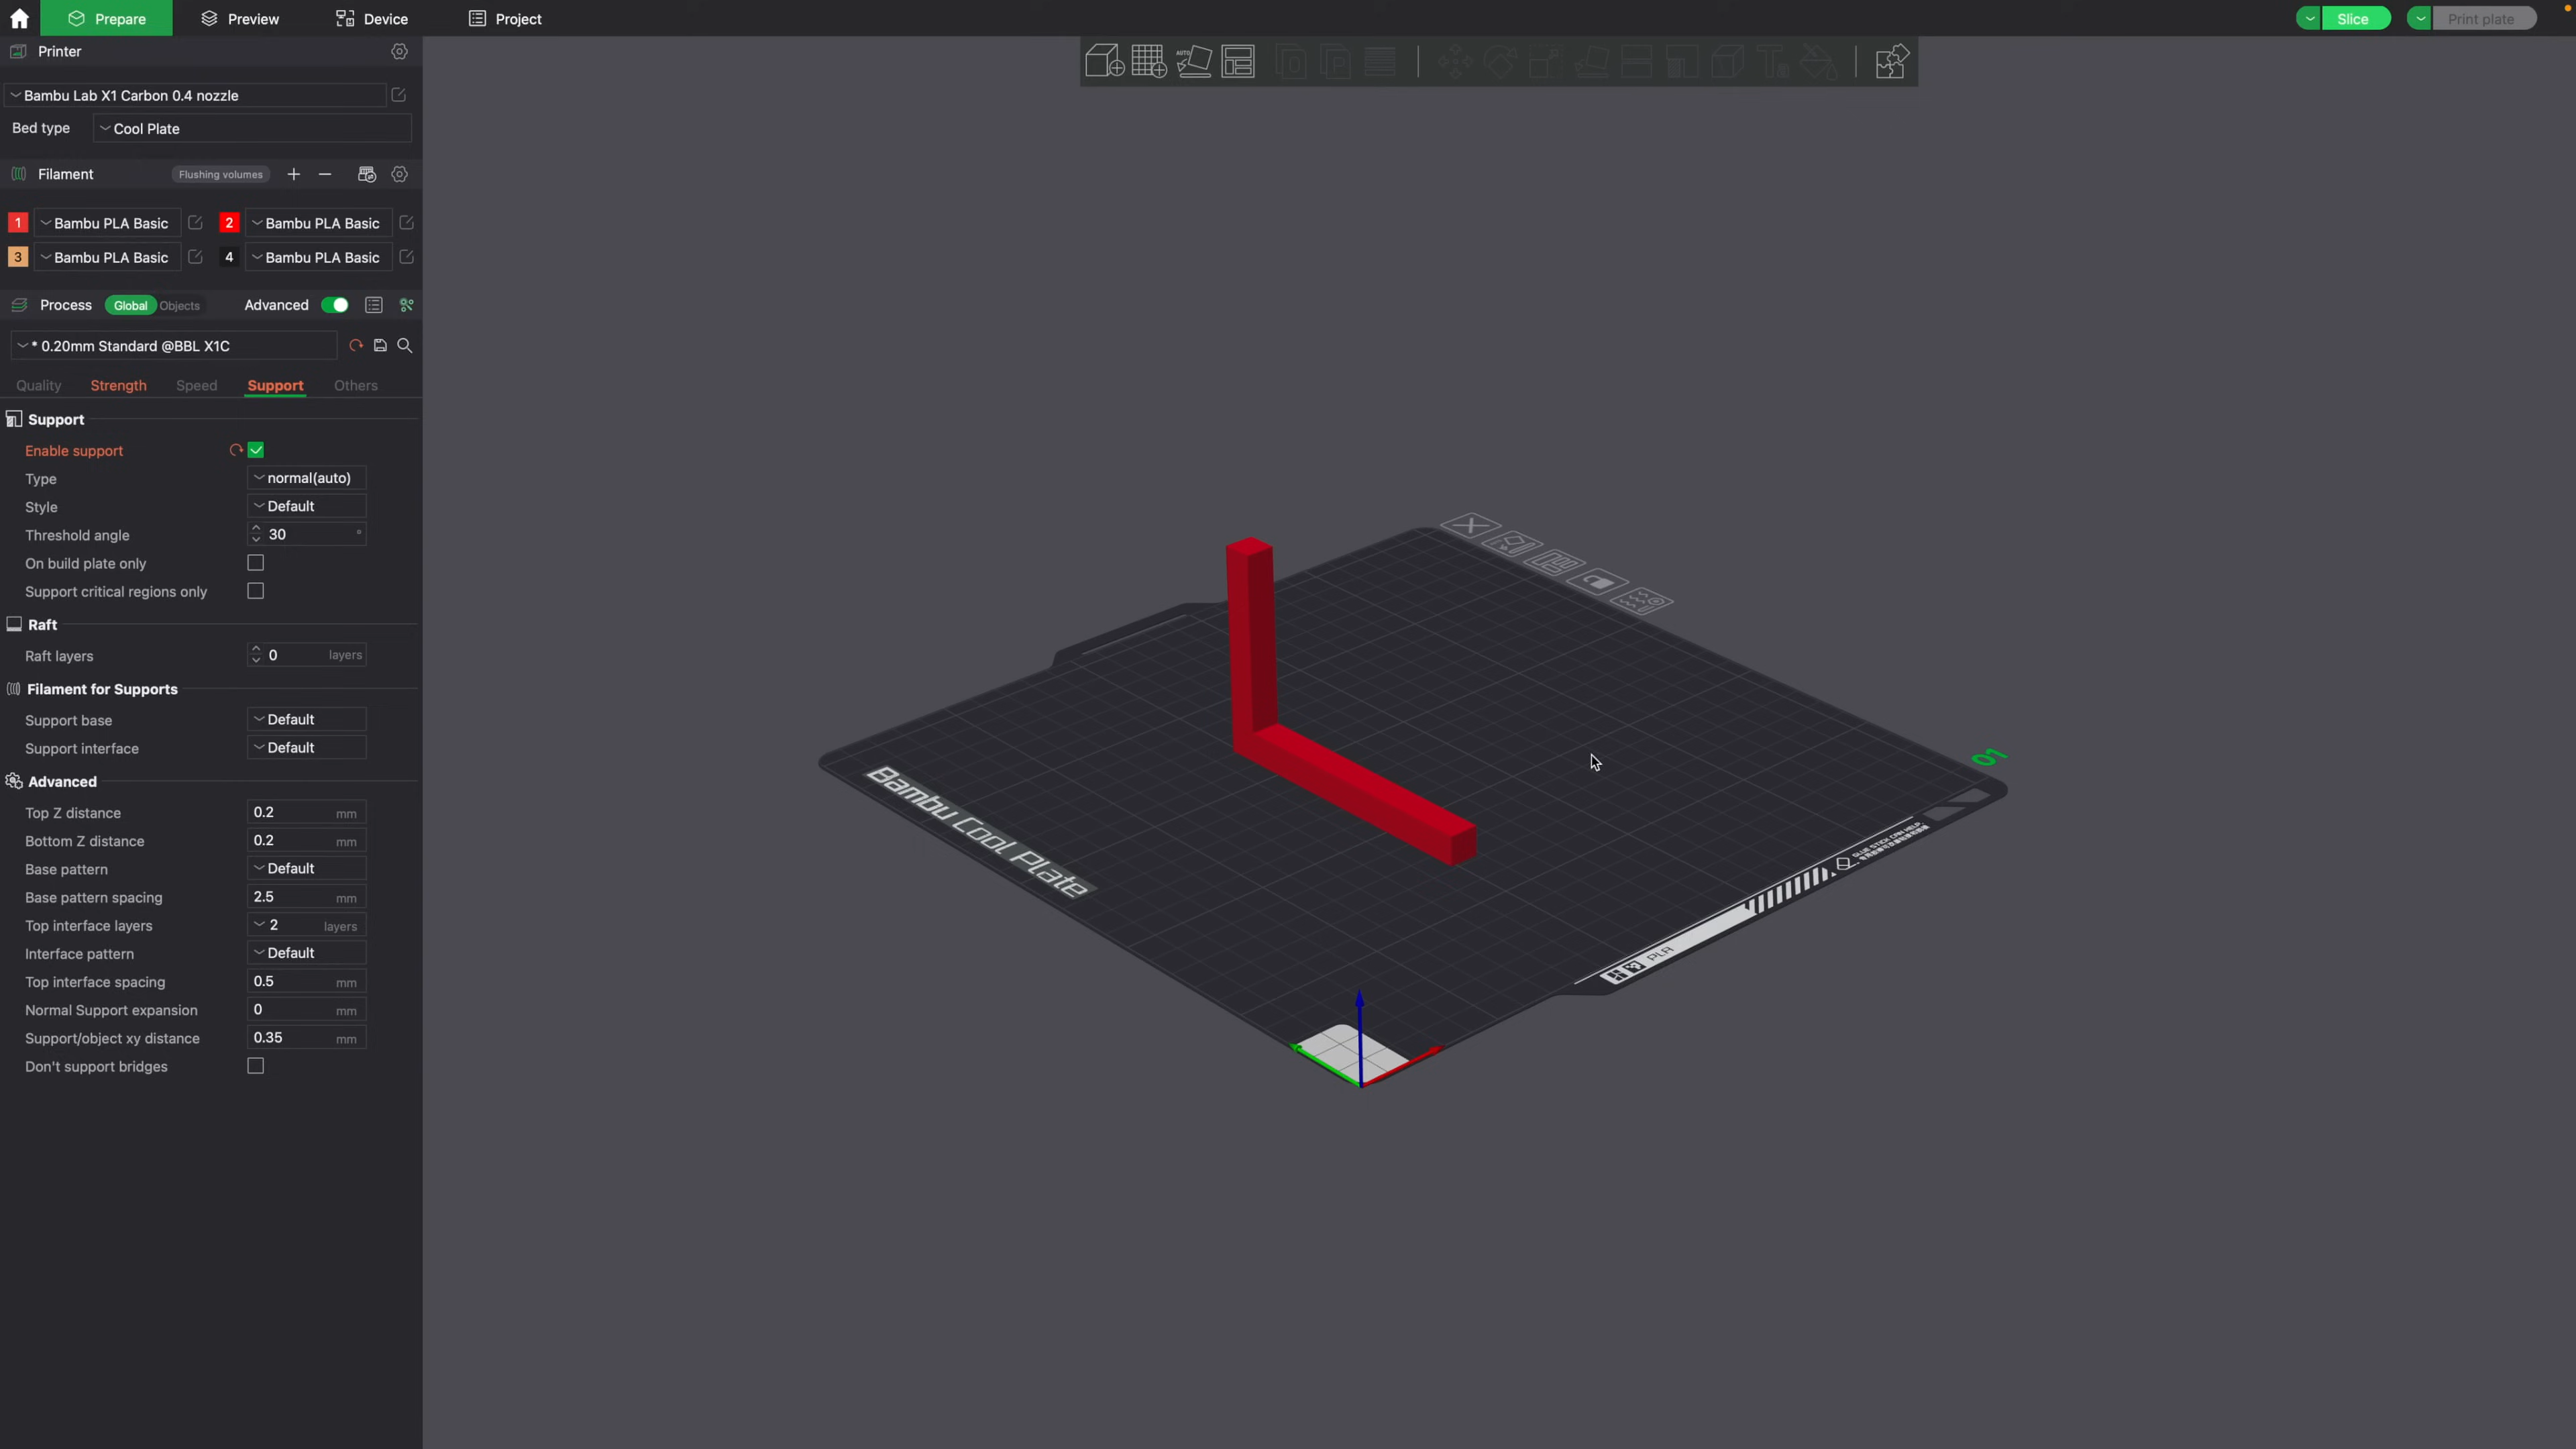 Prepare
Preview
Device
Project
Slice
Print plate
Printer
Bambu Lab X1 Carbon 0.4 nozzle
Bed type
Cool Plate
Filament
Flushing volumes
1 Bambu PLA Basic
2 Bambu PLA Basic
3 Bambu PLA Basic
4 Bambu PLA Basic
Process
Global
Objects
Advanced
* 0.20mm Standard @BBL X1C
Quality
Strength
Speed
Support
Others
Support
Enable support
Type normal(auto)
Style Default
Threshold angle 30 °
On build plate only
Support critical regions only
Raft
Raft layers 0 layers
Filament for Supports
Support base Default
Support interface Default
Advanced
Top Z distance 0.2 mm
Bottom Z distance 0.2 mm
Base pattern Default
Base pattern spacing 2.5 mm
Top interface layers 2 layers
Interface pattern Default
Top interface spacing 0.5 mm
Normal Support expansion 0 mm
Support/object xy distance 0.35 mm
Don't support bridges
AUTO
01
Bambu Cool Plate
GLUE STICK CAN HELP
PLA